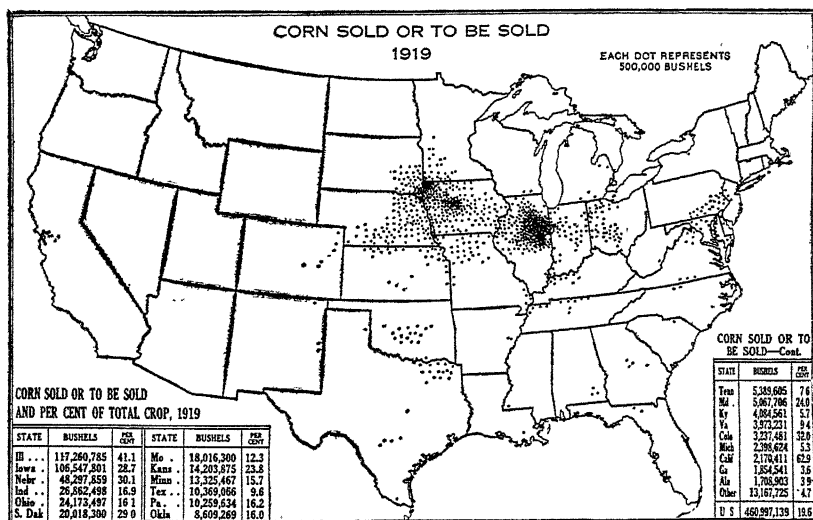 CORN SOLD OR TO BE SOLD
1919
EACH DOT REPRESENTS
500,000 BUSHELS
CORN SOLD OR TO BE SOLD
AND PER CENT OF TOTAL CROP, 1919
STATE BUSHELS PER CENT STATE BUSHELS PER CENT
Ill ... 117,260,785 41.1 Mo . 18,016,300 12.3
Iowa . 106,547,801 28.7 Kans . 14,203,875 23.8
Nebr . 48,297,859 30.1 Minn . 13,325,467 15.7
Ind .. 26,862,498 16.9 Tex .. 10,369,066 9.6
Ohio . 24,173,497 16.1 Pa. . 10,259,634 16.2
S. Dak 20,018,300 29.0 Okla 8,609,269 16.0
CORN SOLD OR TO
BE SOLD—Cont.
STATE BUSHELS PER CENT
Tenn 5,389,605 7.6
Md . 5,067,706 24.0
Ky . 4,084,561 5.7
Va . 3,973,231 9.4
Colo 3,237,481 32.0
Mich 2,398,624 5.3
Calif 2,170,411 62.9
Ga 1,854,541 3.6
Ala 1,708,903 3.9
Other 13,167,725 4.7
U S 460,997,139 19.6